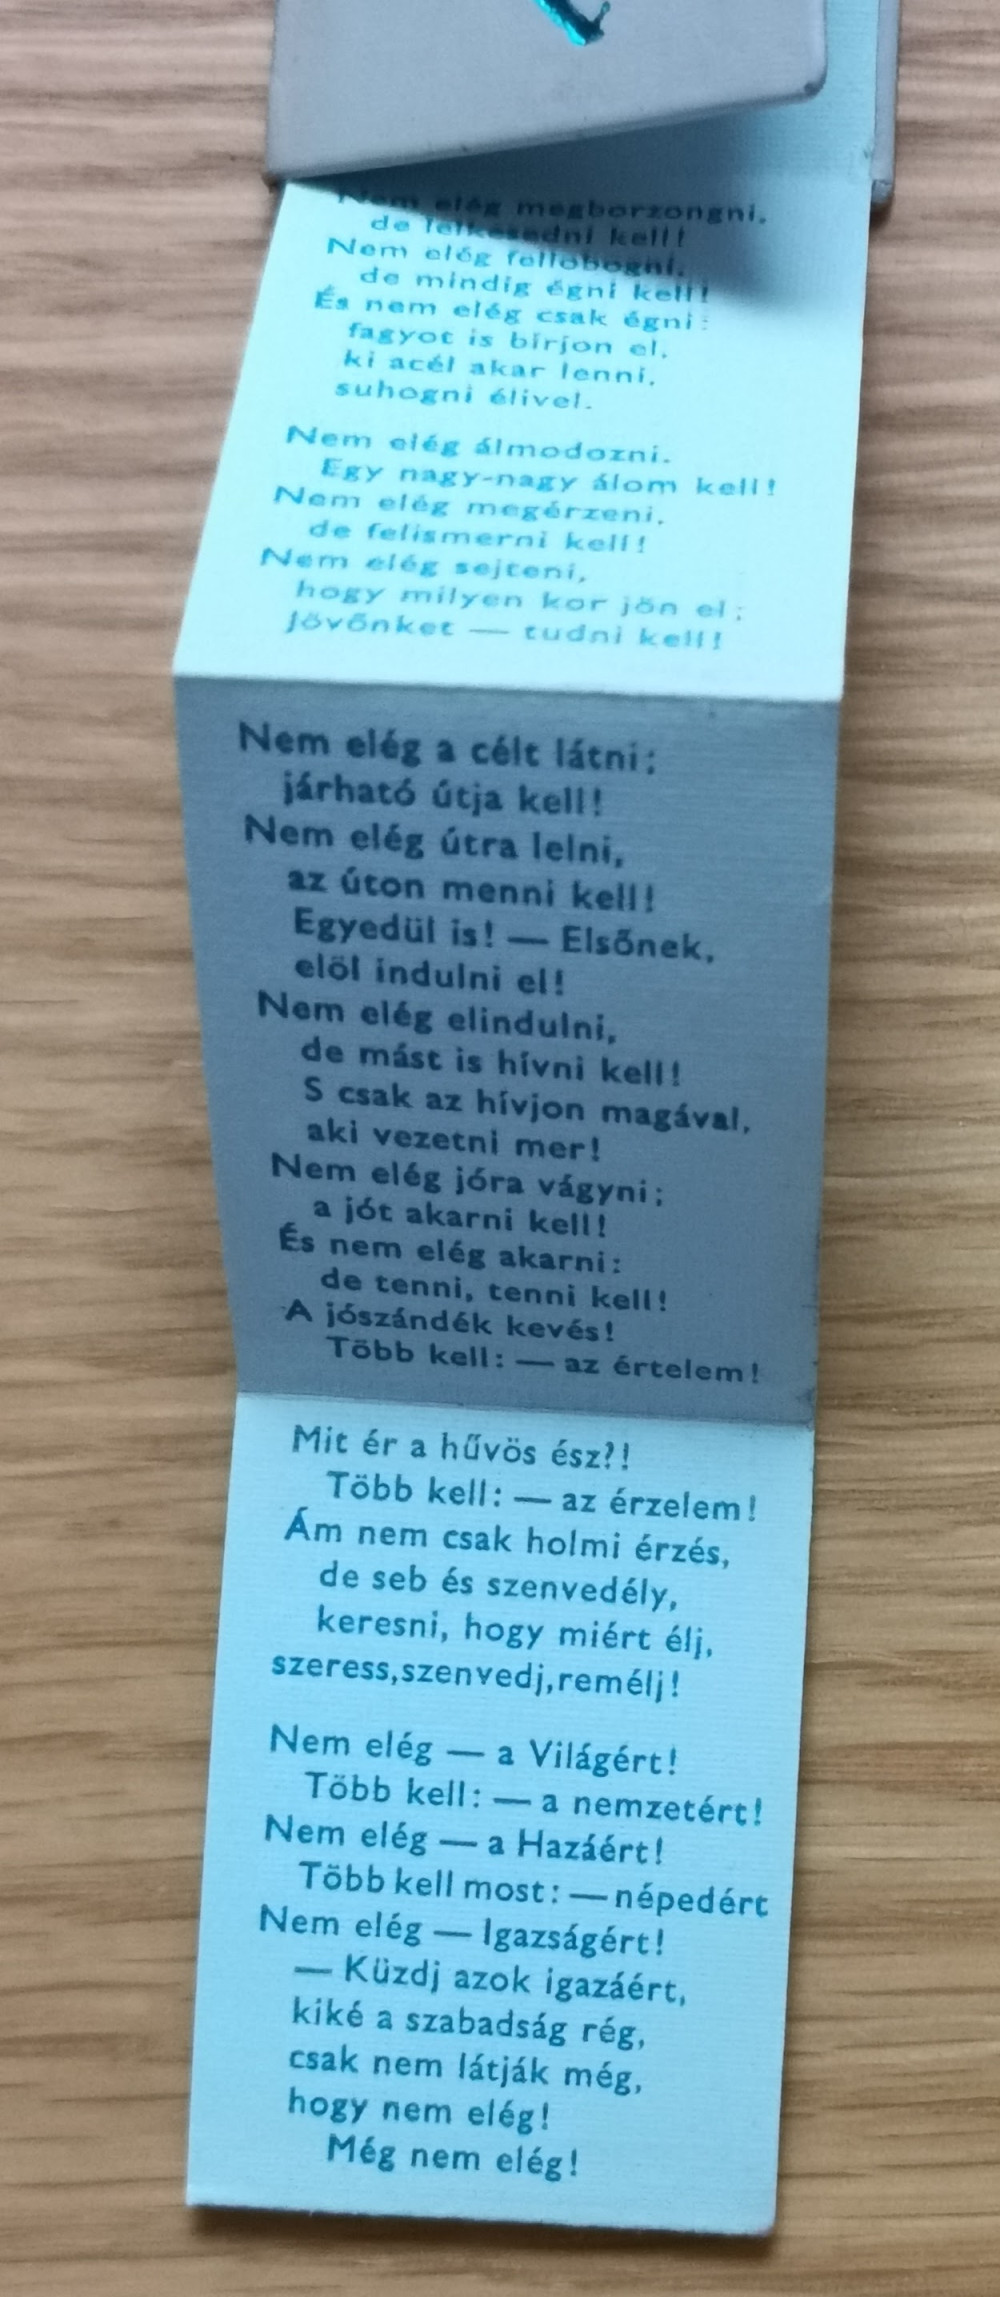 Nem elég megborzongni,
de lelkesedni kell!
Nem elég fellobogni,
de mindig égni kell!
És nem elég csak égni:
fagyot is bírjon el,
ki acél akar lenni,
suhogni élivel.
Nem elég álmodozni.
Egy nagy-nagy álom kell!
Nem elég megérzeni,
de felismerni kell!
Nem elég sejteni,
hogy milyen kor jön el;
Jövőnket — tudni kell!
Nem elég a célt látni;
járható útja kell!
Nem elég útra lelni,
az úton menni kell!
Egyedül is! — Elsőnek,
elöl indulni el!
Nem elég elindulni,
de mást is hívni kell!
S csak az hívjon magával,
aki vezetni mer!
Nem elég jóra vágyni;
a jót akarni kell!
És nem elég akarni:
de tenni, tenni kell!
A jószándék kevés!
Több kell: — az értelem!
Mit ér a hűvös ész?!
Több kell: — az érzelem!
Ám nem csak holmi érzés,
de seb és szenvedély,
keresni, hogy miért élj,
szeress,szenvedj,remélj!
Nem elég — a Világért!
Több kell: — a nemzetért!
Nem elég — a Hazáért!
Több kell most: — népedért
Nem elég — Igazságért!
— Küzdj azok igazáért,
kiké a szabadság rég,
csak nem látják még,
hogy nem elég!
Még nem elég!